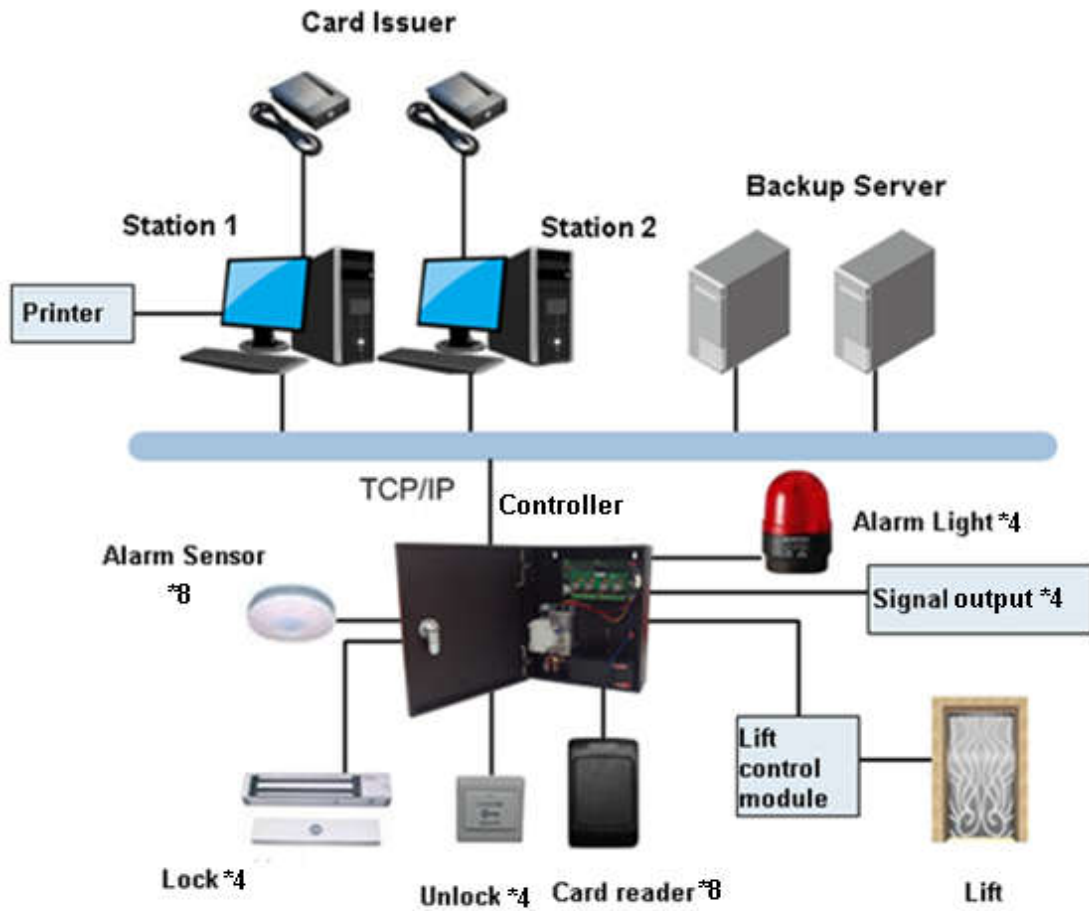 Card Issuer
Station 1
Station 2
Backup Server
Printer
TCP/IP
Controller
Alarm Light *4
Alarm Sensor
*8
Signal output *4
Lift
control
module
Lock *4
Unlock *4
Card reader *8
Lift